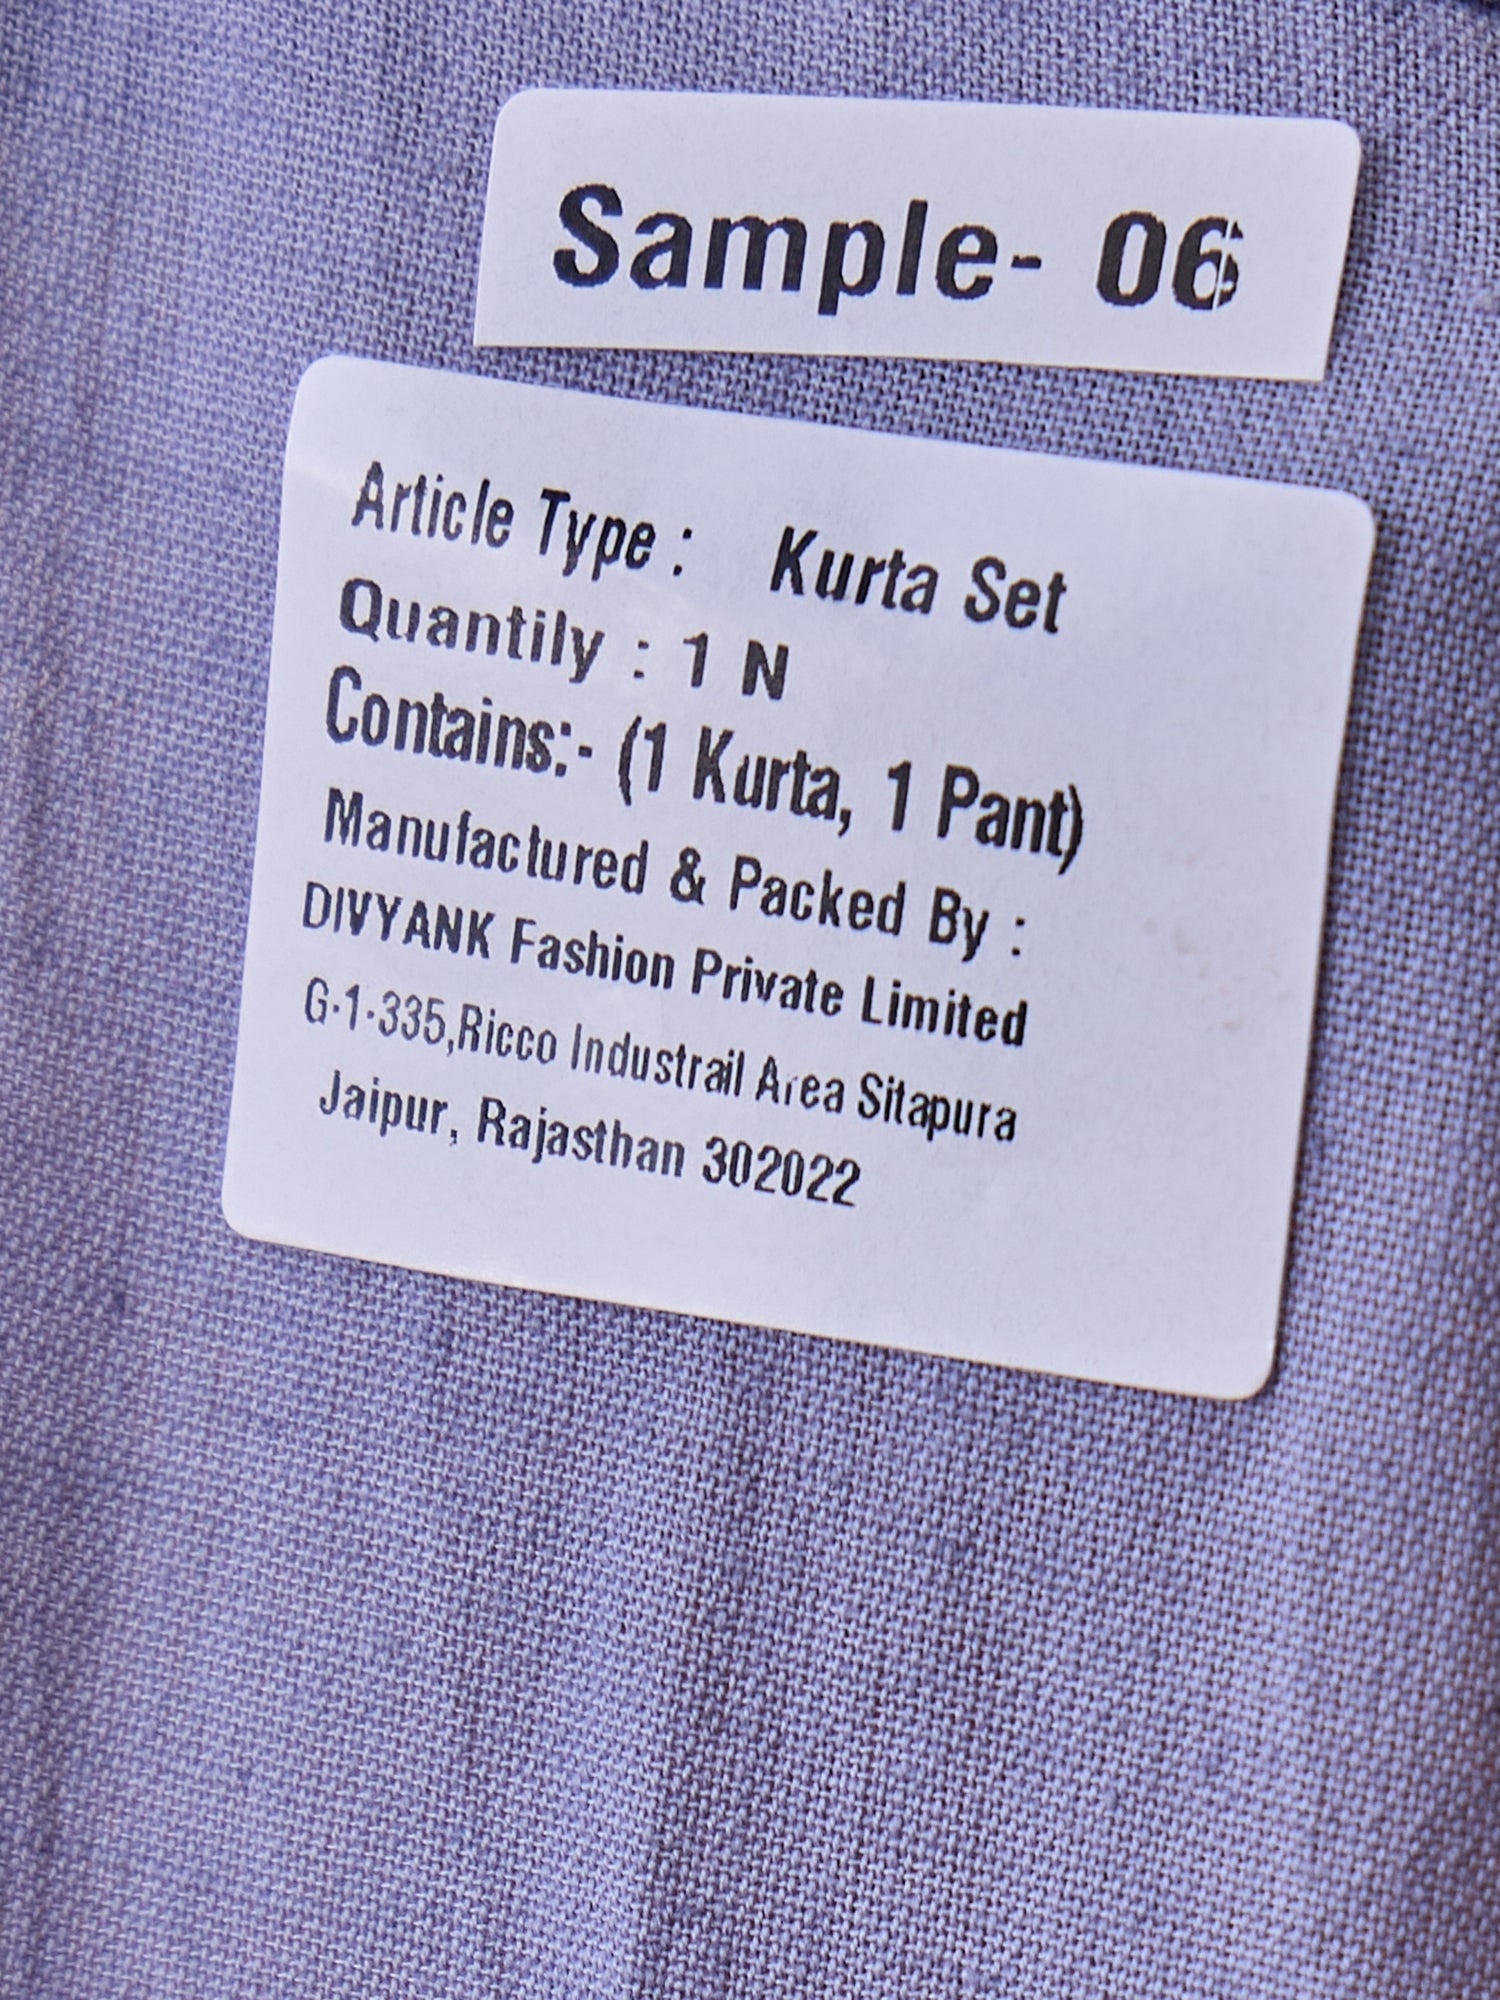 Sample- 06
Article Type : Kurta Set
Quantily : 1 N
Contains:- (1 Kurta, 1 Pant)
Manufactured & Packed By :
DIVYANK Fashion Private Limited
G-1-335,Ricco Industrail Area Sitapura
Jaipur, Rajasthan 302022